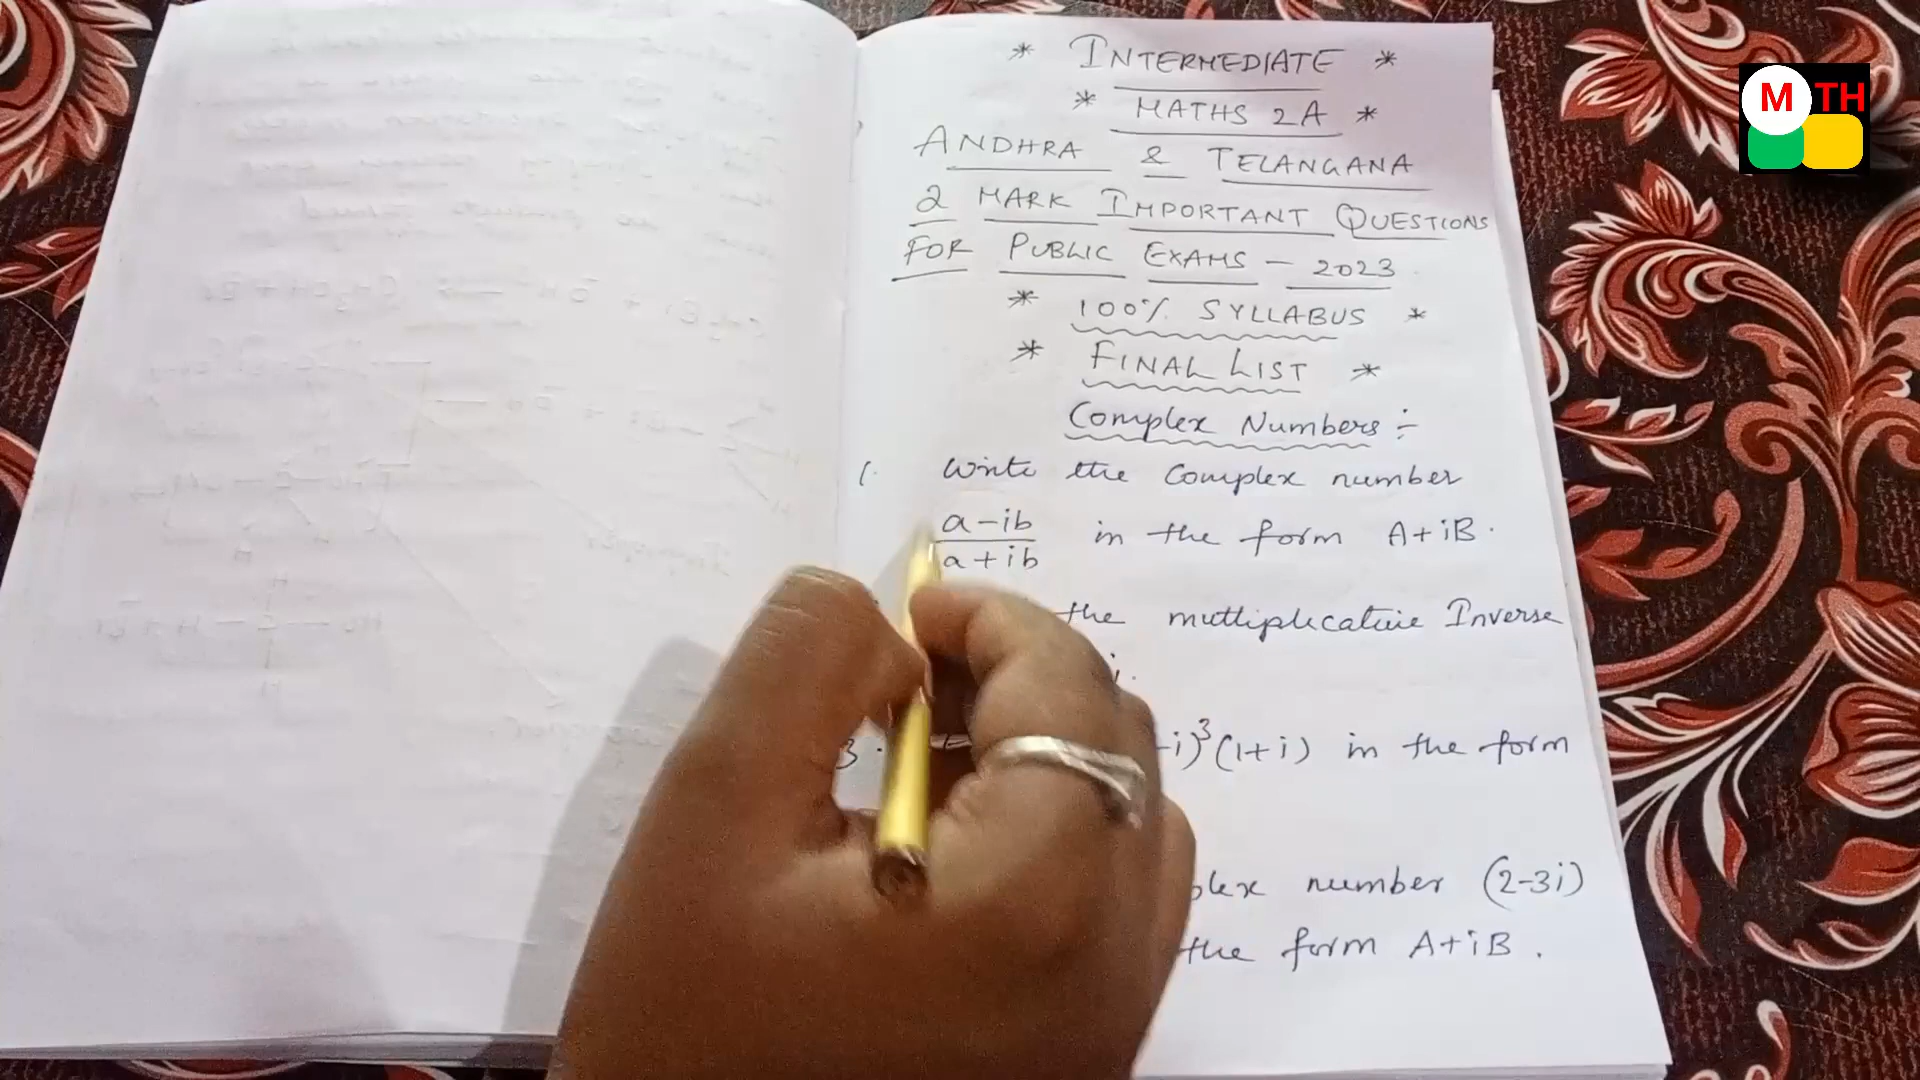 * INTERMEDIATE *
* MATHS 2A *
ANDHRA & TELANGANA
2 MARK IMPORTANT QUESTIONS
FOR PUBLIC EXAMS - 2023
* 100% SYLLABUS *
* FINAL LIST *
Complex Numbers :-
1. Write the Complex number
a-ib / a+ib in the form A+iB.
the multiplicative Inverse
i.
3. -i)³(1+i) in the form
number (2-3i)
the form A+iB.
M TH